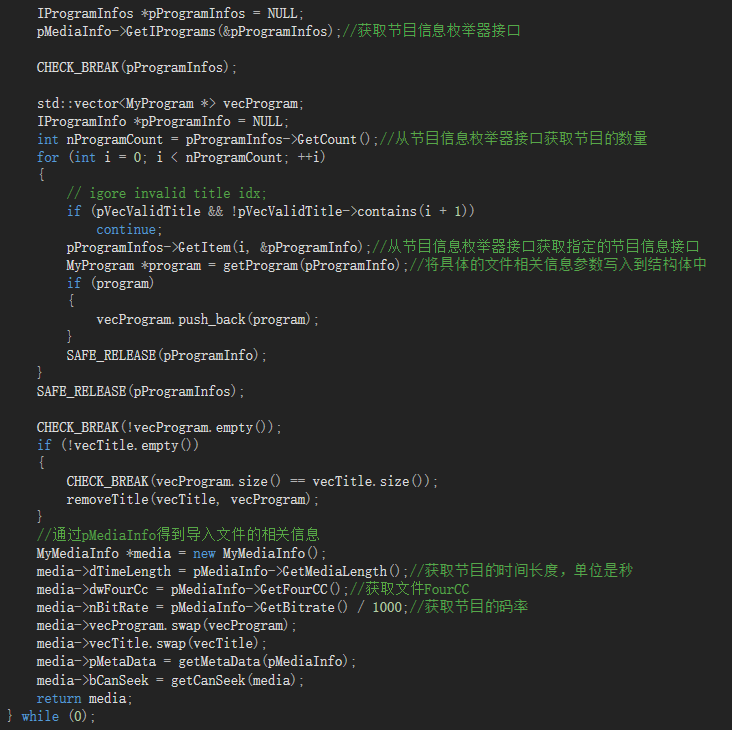 IProgramInfos *pProgramInfos = NULL;
pMediaInfo->GetIPrograms(&pProgramInfos);//获取节目信息枚举器接口
CHECK_BREAK(pProgramInfos);
std::vector<MyProgram *> vecProgram;
IProgramInfo *pProgramInfo = NULL;
int nProgramCount = pProgramInfos->GetCount();//从节目信息枚举器接口获取节目的数量
for (int i = 0; i < nProgramCount; ++i)
{
// igore invalid title idx;
if (pVecValidTitle && !pVecValidTitle->contains(i + 1))
continue;
pProgramInfos->GetItem(i, &pProgramInfo);//从节目信息枚举器接口获取指定的节目信息接口
MyProgram *program = getProgram(pProgramInfo);//将具体的文件相关信息参数写入到结构体中
if (program)
{
vecProgram.push_back(program);
}
SAFE_RELEASE(pProgramInfo);
}
SAFE_RELEASE(pProgramInfos);
CHECK_BREAK(!vecProgram.empty());
if (!vecTitle.empty())
{
CHECK_BREAK(vecProgram.size() == vecTitle.size());
removeTitle(vecTitle, vecProgram);
}
//通过pMediaInfo得到导入文件的相关信息
MyMediaInfo *media = new MyMediaInfo();
media->dTimeLength = pMediaInfo->GetMediaLength();//获取节目的时间长度，单位是秒
media->dwFourCc = pMediaInfo->GetFourCC();//获取文件FourCC
media->nBitRate = pMediaInfo->GetBitrate() / 1000;//获取节目的码率
media->vecProgram.swap(vecProgram);
media->vecTitle.swap(vecTitle);
media->pMetaData = getMetaData(pMediaInfo);
media->bCanSeek = getCanSeek(media);
return media;
} while (0);